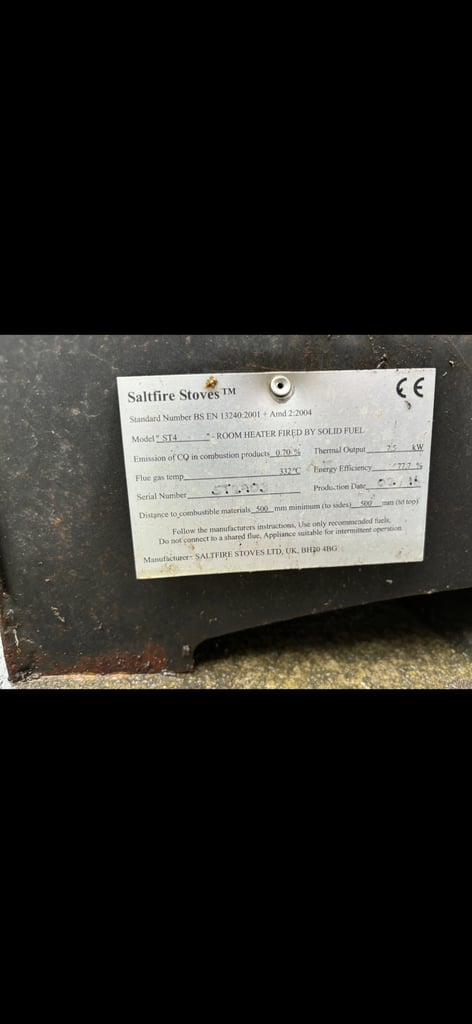 Saltfire Stoves™
CE
Standard Number BS EN 13240:2001 + Amd 2:2004
Model " ST4 " - ROOM HEATER FIRED BY SOLID FUEL
Emission of CO in combustion products 0.70 % Thermal Output 7.5 kW
Flue gas temp 332°C Energy Efficiency 77.7 %
Serial Number Production Date
Distance to combustible materials 500 mm minimum (to sides) 500 mm (to top)
Follow the manufacturers instructions, Use only recommended fuels,
Do not connect to a shared flue, Appliance suitable for intermittent operation
Manufacturer- SALTFIRE STOVES LTD, UK, BH20 4BG